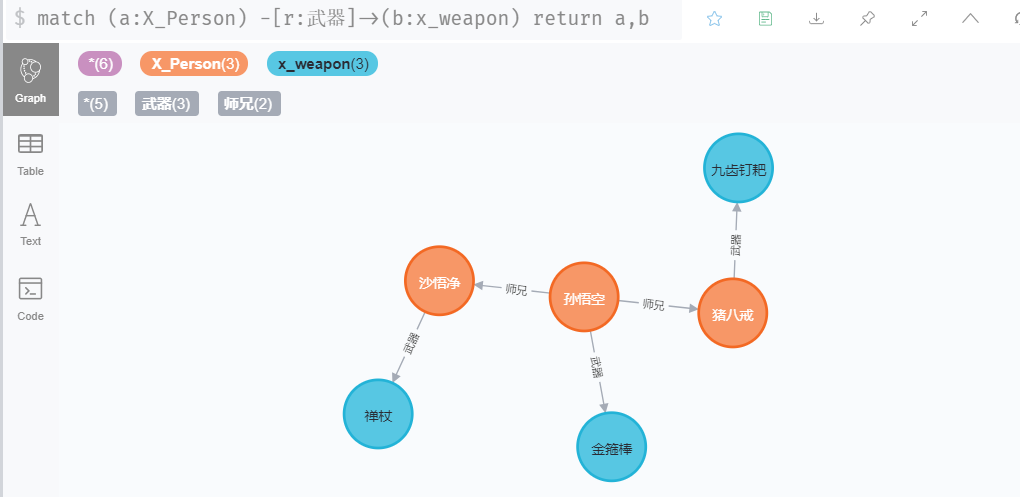 $ match (a:X_Person) -[r:武器]->(b:x_weapon) return a,b
Graph
*(6) X_Person(3) x_weapon(3)
*(5) 武器(3) 师兄(2)
Table
Text
Code
九齿钉耙
武器
沙悟净
师兄
孙悟空
师兄
猪八戒
武器
武器
禅杖
金箍棒